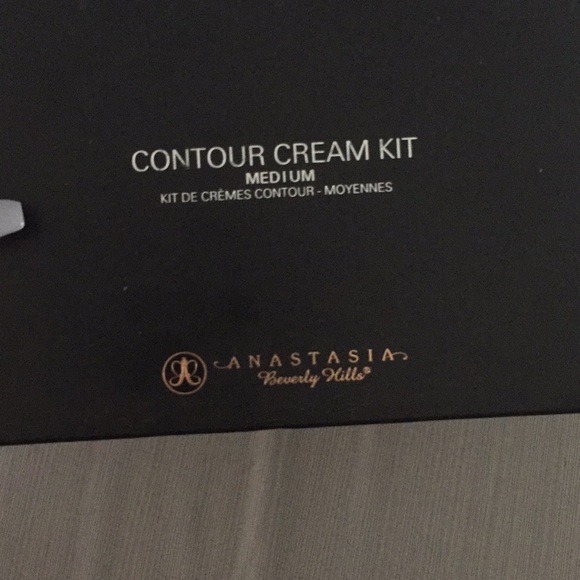 CONTOUR CREAM KIT
MEDIUM
KIT DE CRÈMES CONTOUR - MOYENNES
ANASTASIA
Beverly Hills®